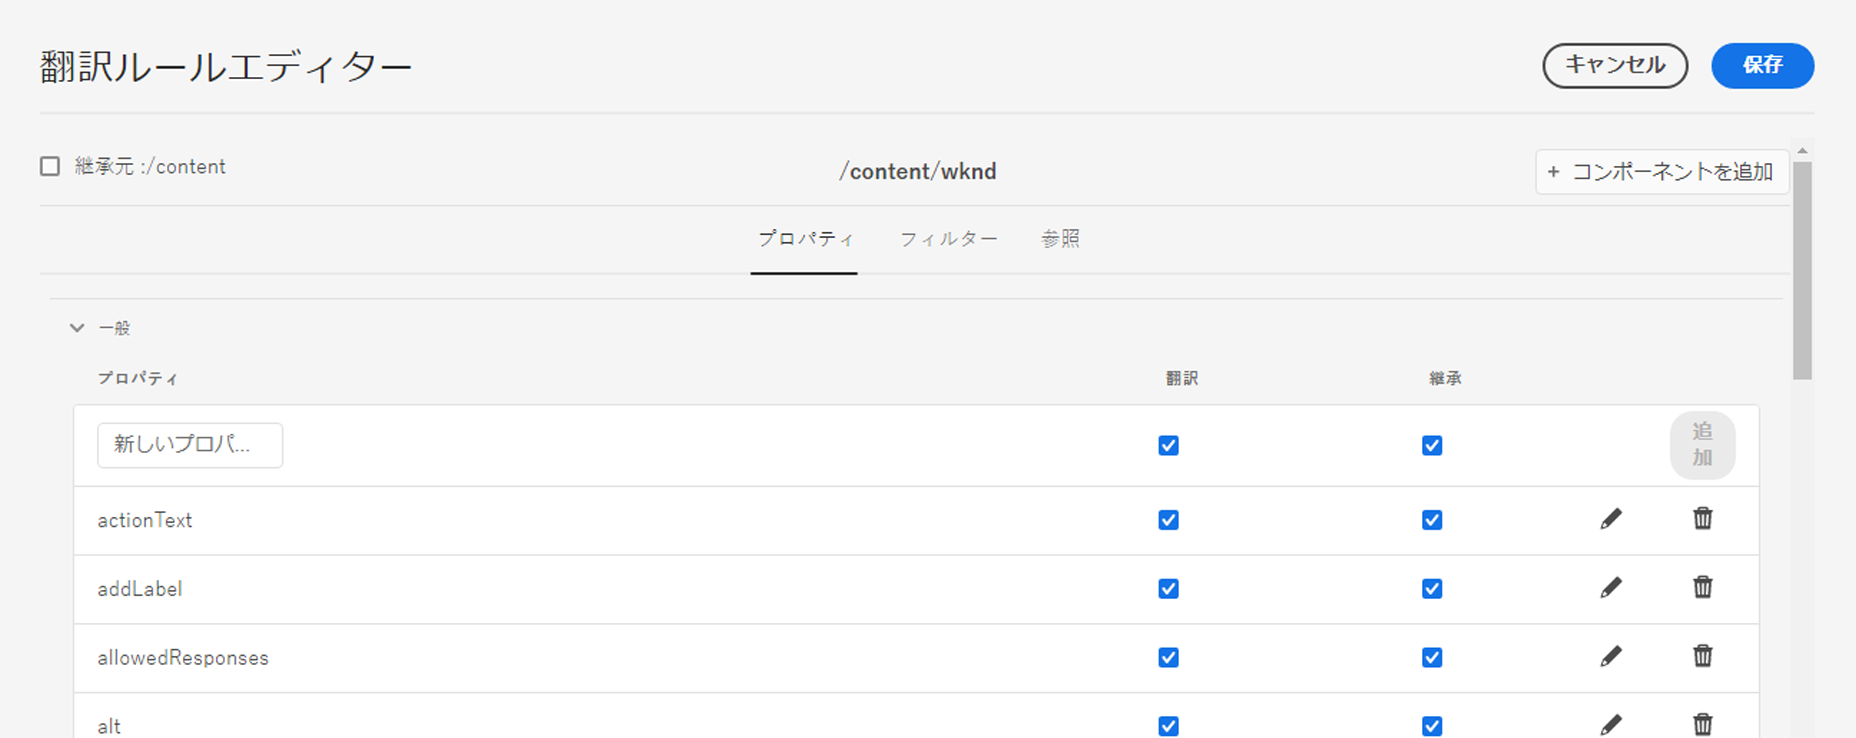 翻訳ルールエディター
キャンセル
保存
継承元 :/content
/content/wknd
+ コンポーネントを追加
プロパティ
フィルター
参照
一般
プロパティ
翻訳
継承
新しいプロパ...
追
加
actionText
addLabel
allowedResponses
alt